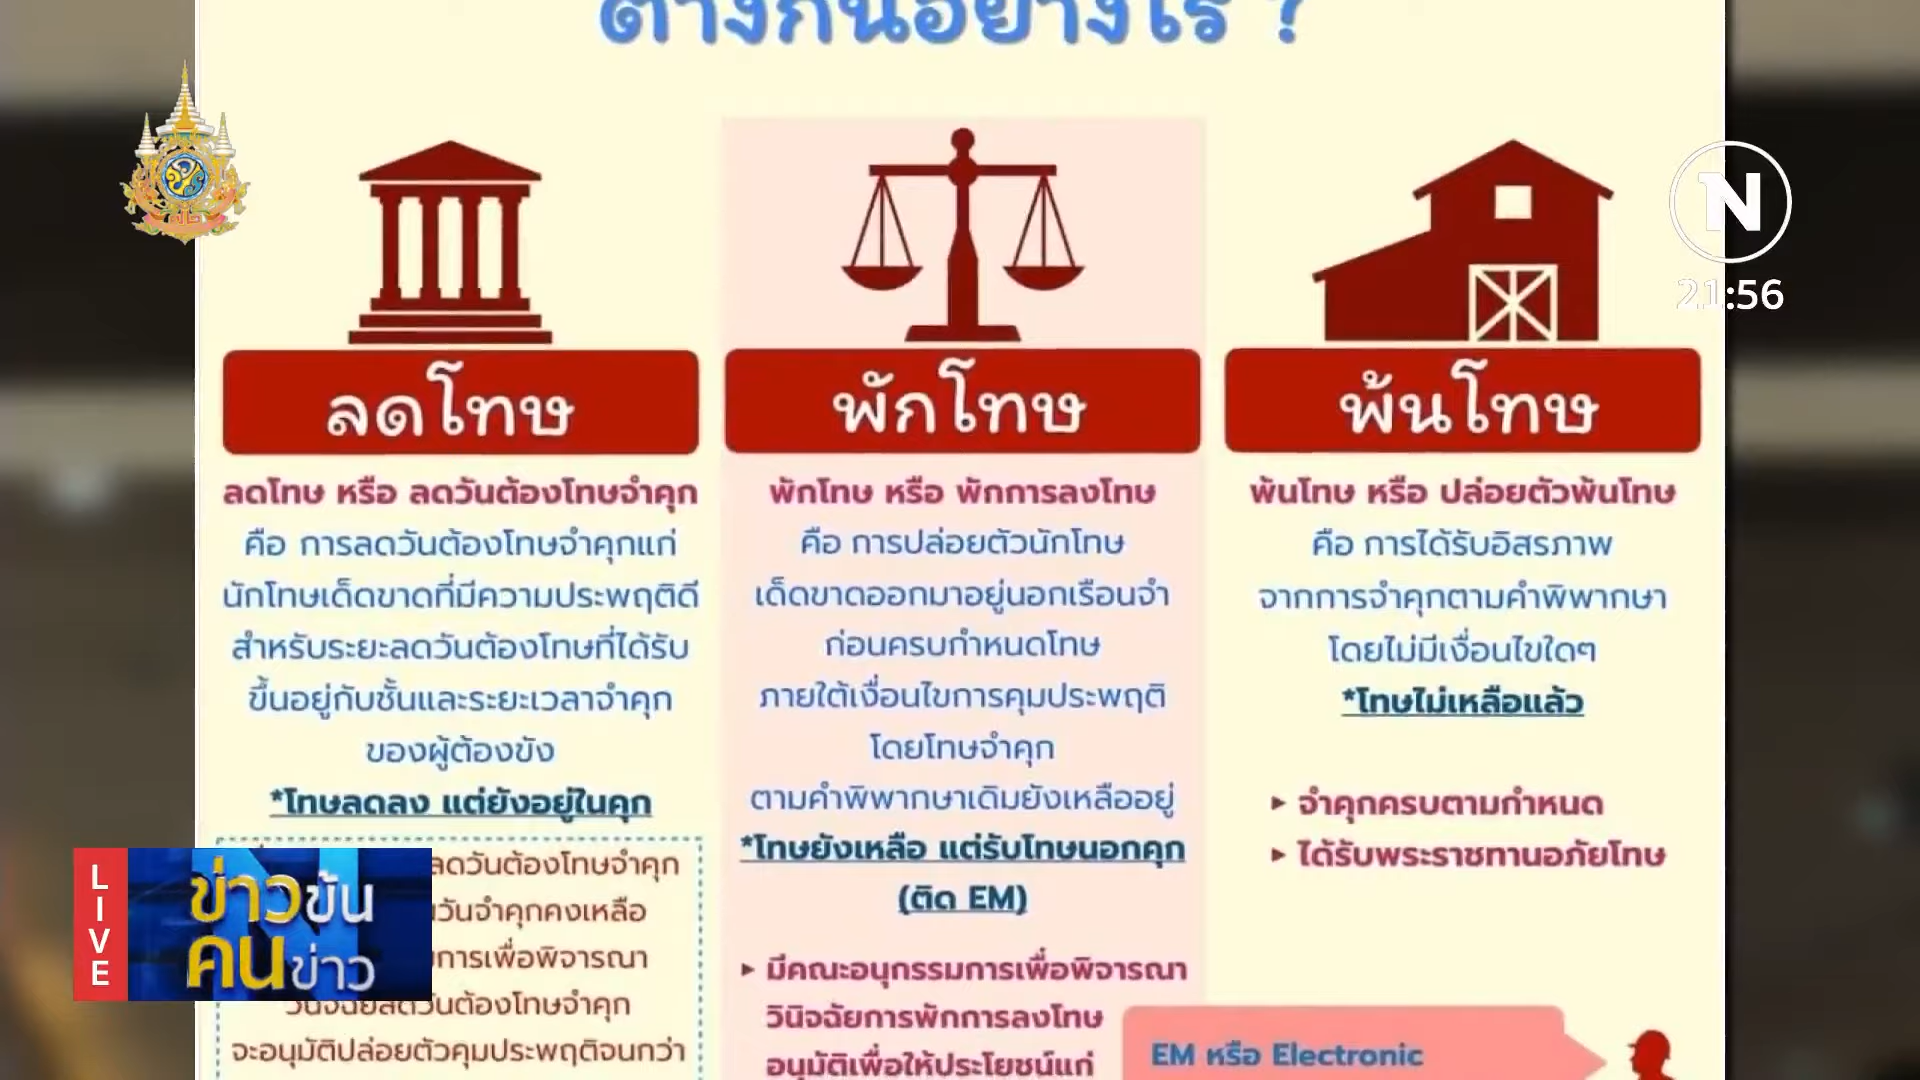 ต่างกันอย่างไร ?
N
21:56
ลดโทษ
ลดโทษ หรือ ลดวันต้องโทษจำคุก
คือ การลดวันต้องโทษจำคุกแก่
นักโทษเด็ดขาดที่มีความประพฤติดี
สำหรับระยะลดวันต้องโทษที่ได้รับ
ขึ้นอยู่กับชั้นและระยะเวลาจำคุก
ของผู้ต้องขัง
*โทษลดลง แต่ยังอยู่ในคุก
ลดวันต้องโทษจำคุก
วันจำคุกคงเหลือ
การเพื่อพิจารณา
วินิจฉัยลดวันต้องโทษจำคุก
จะอนุมัติปล่อยตัวคุมประพฤติจนกว่า
พักโทษ
พักโทษ หรือ พักการลงโทษ
คือ การปล่อยตัวนักโทษ
เด็ดขาดออกมาอยู่นอกเรือนจำ
ก่อนครบกำหนดโทษ
ภายใต้เงื่อนไขการคุมประพฤติ
โดยโทษจำคุก
ตามคำพิพากษาเดิมยังเหลืออยู่
*โทษยังเหลือ แต่รับโทษนอกคุก
(ติด EM)
▸ มีคณะอนุกรรมการเพื่อพิจารณา
วินิจฉัยการพักการลงโทษ
อนุมัติเพื่อให้ประโยชน์แก่
พ้นโทษ
พ้นโทษ หรือ ปล่อยตัวพ้นโทษ
คือ การได้รับอิสรภาพ
จากการจำคุกตามคำพิพากษา
โดยไม่มีเงื่อนไขใดๆ
*โทษไม่เหลือแล้ว
▸ จำคุกครบตามกำหนด
▸ ได้รับพระราชทานอภัยโทษ
EM หรือ Electronic
LIVE
ข่าวข้น
คนข่าว